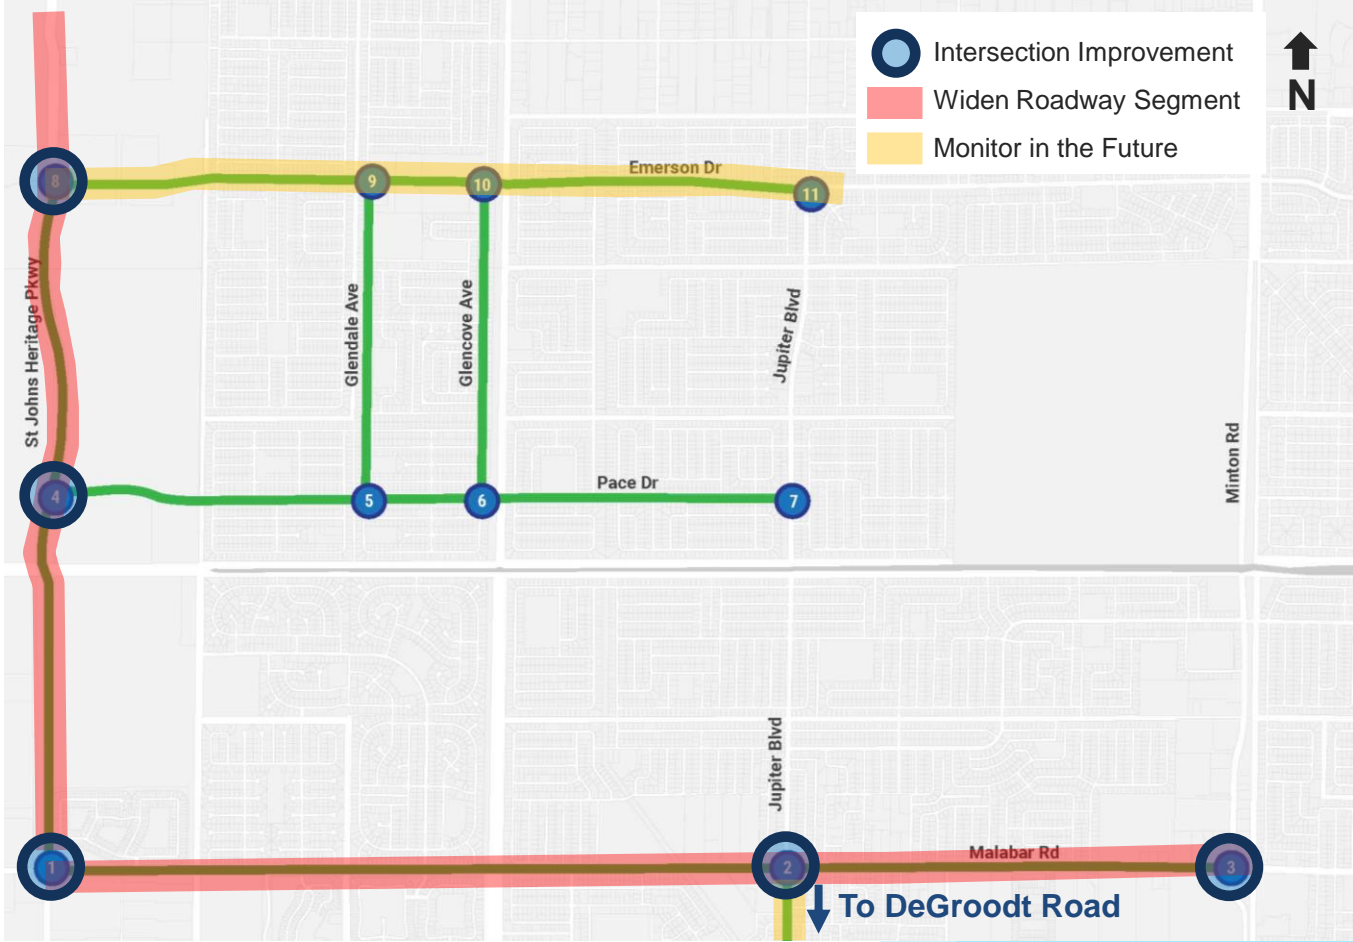 Intersection Improvement
Widen Roadway Segment
Monitor in the Future
N
Emerson Dr
8
9
10
11
St Johns Heritage Pkwy
Glendale Ave
Glencove Ave
Jupiter Blvd
Minton Rd
Pace Dr
4
5
6
7
Jupiter Blvd
Malabar Rd
1
2
3
To DeGroodt Road